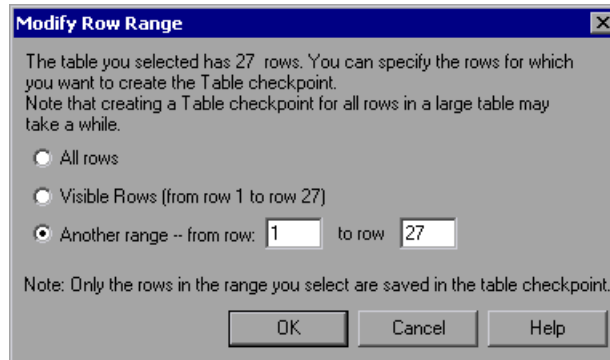 Modify Row Range
The table you selected has 27 rows. You can specify the rows for which
you want to create the Table checkpoint.
Note that creating a Table checkpoint for all rows in a large table may
take a while.
All rows
Visible Rows (from row 1 to row 27)
Another range -- from row: 1 to row 27
Note: Only the rows in the range you select are saved in the table checkpoint.
OK Cancel Help